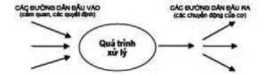 CÁC ĐƯỜNG DẪN ĐẦU VÀO
(cảm quan, các quyết định)
CÁC ĐƯỜNG DẪN ĐẦU RA
(các chuyển động của cơ)
Quá trình
xử lý